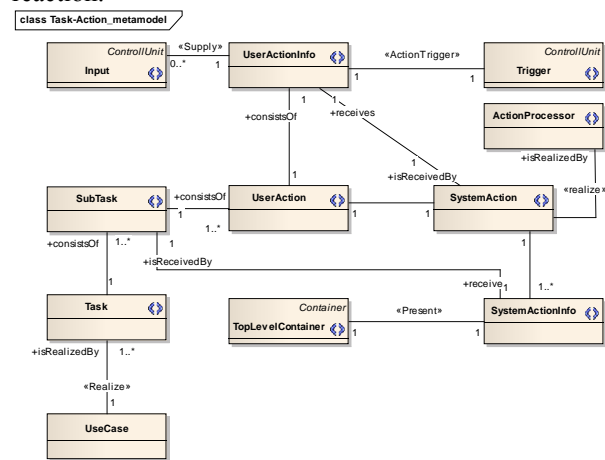 reaction.
class Task-Action_metamodel
ControllUnit
Input
«Supply»
0..*
1
UserActionInfo
«ActionTrigger»
1
1
ControllUnit
Trigger
ActionProcessor
+consistsOf
1
1
+receives
+isRealizedBy
«realize»
1
+isReceivedBy
1
SubTask
+consistsOf
1
1..*
UserAction
1
1
SystemAction
+consistsOf
1..*
1
+isReceivedBy
1
1..*
+receive
1
1
Task
Container
TopLevelContainer
«Present»
1
1
SystemActionInfo
+isRealizedBy
1..*
«Realize»
1
UseCase